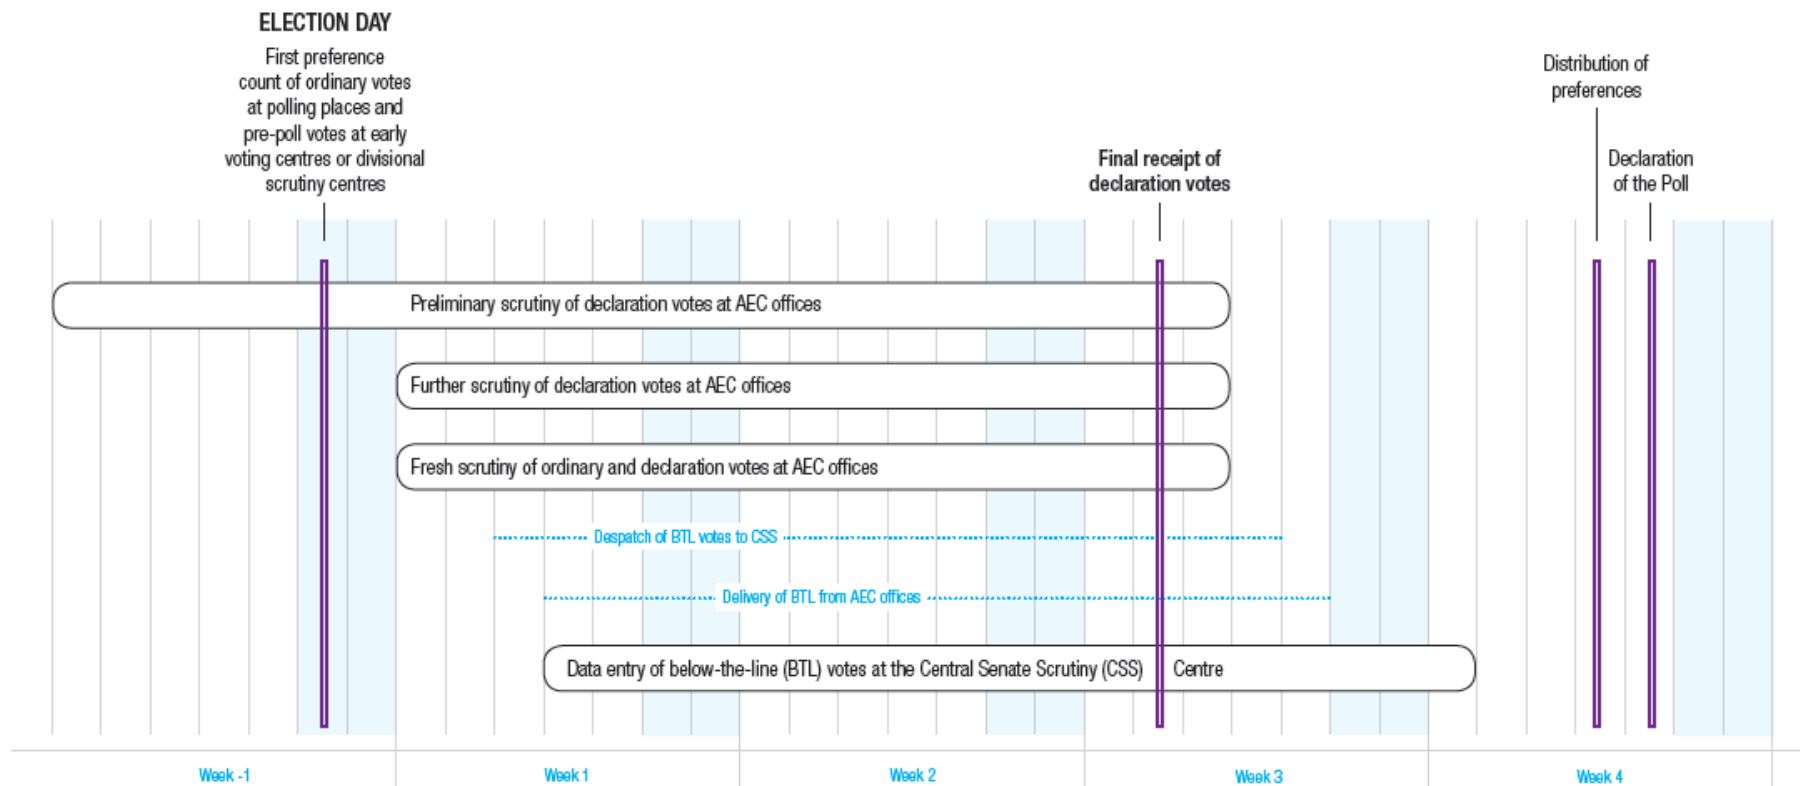 ELECTION DAY
First preference
count of ordinary votes
at polling places and
pre-poll votes at early
voting centres or divisional
scrutiny centres
Final receipt of
declaration votes
Distribution of
preferences
Declaration
of the Poll
Preliminary scrutiny of declaration votes at AEC offices
Further scrutiny of declaration votes at AEC offices
Fresh scrutiny of ordinary and declaration votes at AEC offices
Despatch of BTL votes to CSS
Delivery of BTL from AEC offices
Data entry of below-the-line (BTL) votes at the Central Senate Scrutiny (CSS) Centre
Week -1
Week 1
Week 2
Week 3
Week 4